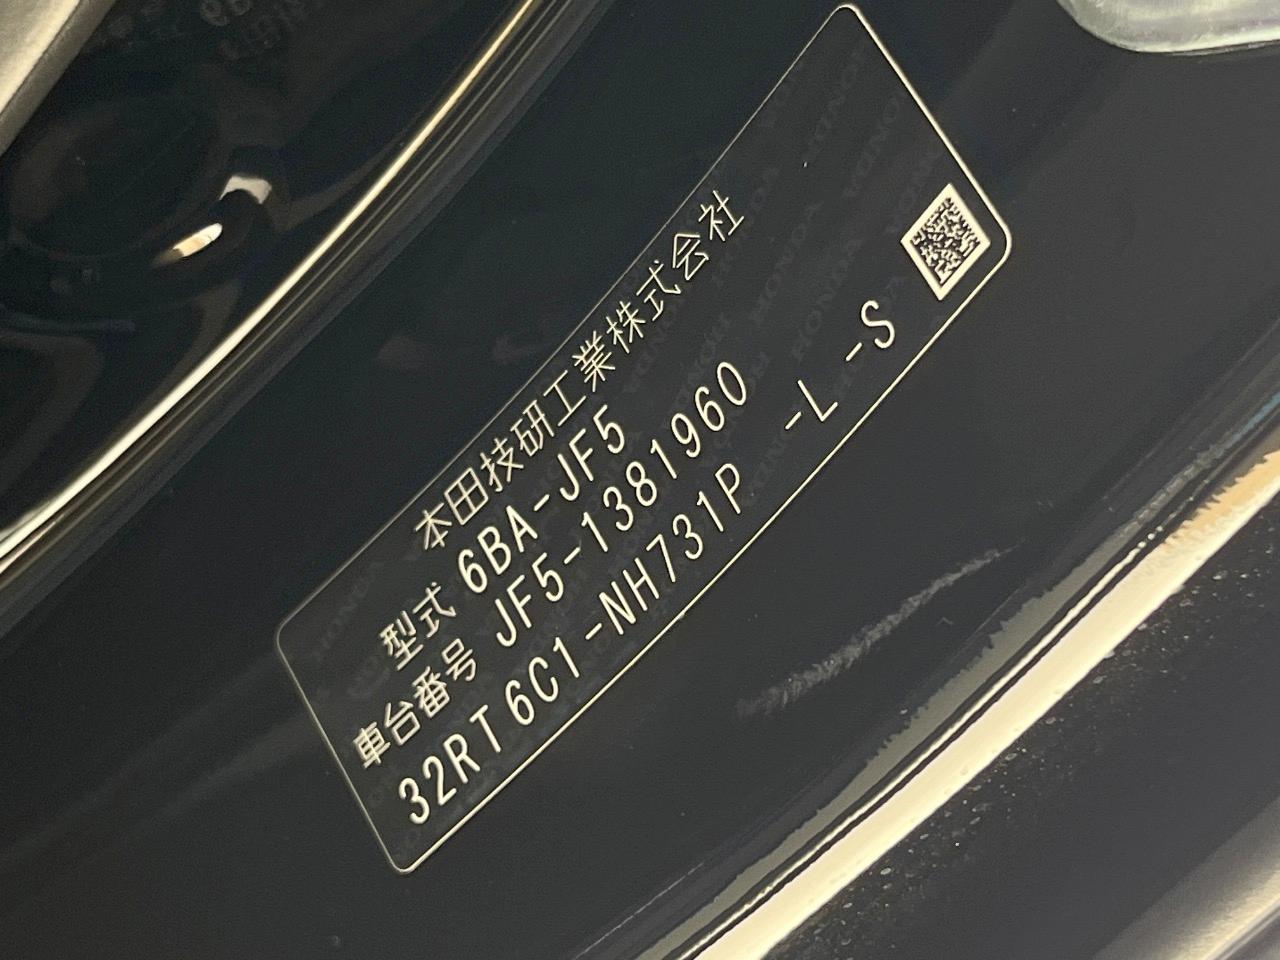 本田技研工業株式会社
型式 6BA-JF5
車台番号 JF5-1381960
32RT6C1-NH731P -L -S